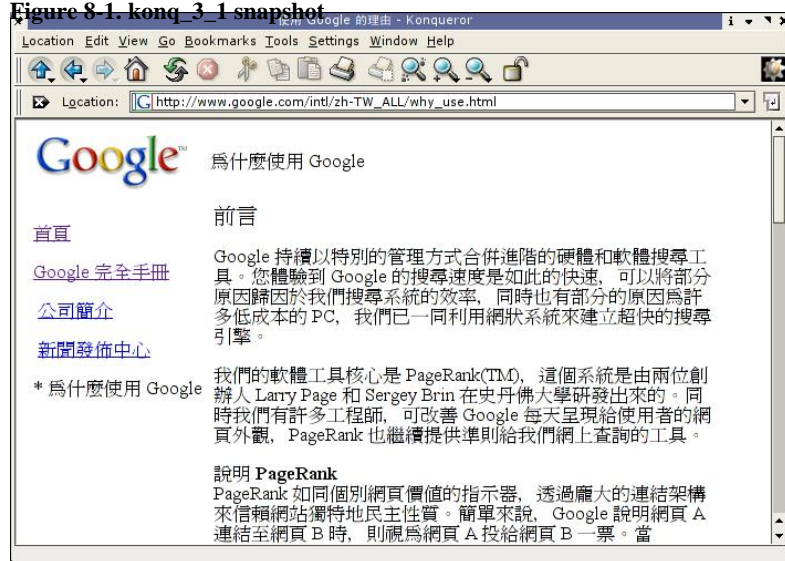 Figure 8-1. konq_3_1 snapshot
使用 Google 的理由 - Konqueror
Location Edit View Go Bookmarks Tools Settings Window Help
Location: http://www.google.com/intl/zh-TW_ALL/why_use.html
Google™
為什麼使用 Google
首頁
Google 完全手冊
公司簡介
新聞發佈中心
* 為什麼使用 Google
前言
Google 持續以特別的管理方式合併進階的硬體和軟體搜尋工
具。您體驗到 Google 的搜尋速度是如此的快速，可以將部分
原因歸因於我們搜尋系統的效率，同時也有部分的原因為許
多低成本的 PC，我們已一同利用網狀系統來建立超快的搜尋
引擎。
我們的軟體工具核心是 PageRank(TM)，這個系統是由兩位創
辦人 Larry Page 和 Sergey Brin 在史丹佛大學研發出來的。同
時我們有許多工程師，可改善 Google 每天呈現給使用者的網
頁外觀，PageRank 也繼續提供準則給我們網上查詢的工具。
說明 PageRank
PageRank 如同個別網頁價值的指示器，透過龐大的連結架構
來信賴網站獨特地民主性質。簡單來說，Google 說明網頁 A
連結至網頁 B 時，則視為網頁 A 投給網頁 B 一票。當